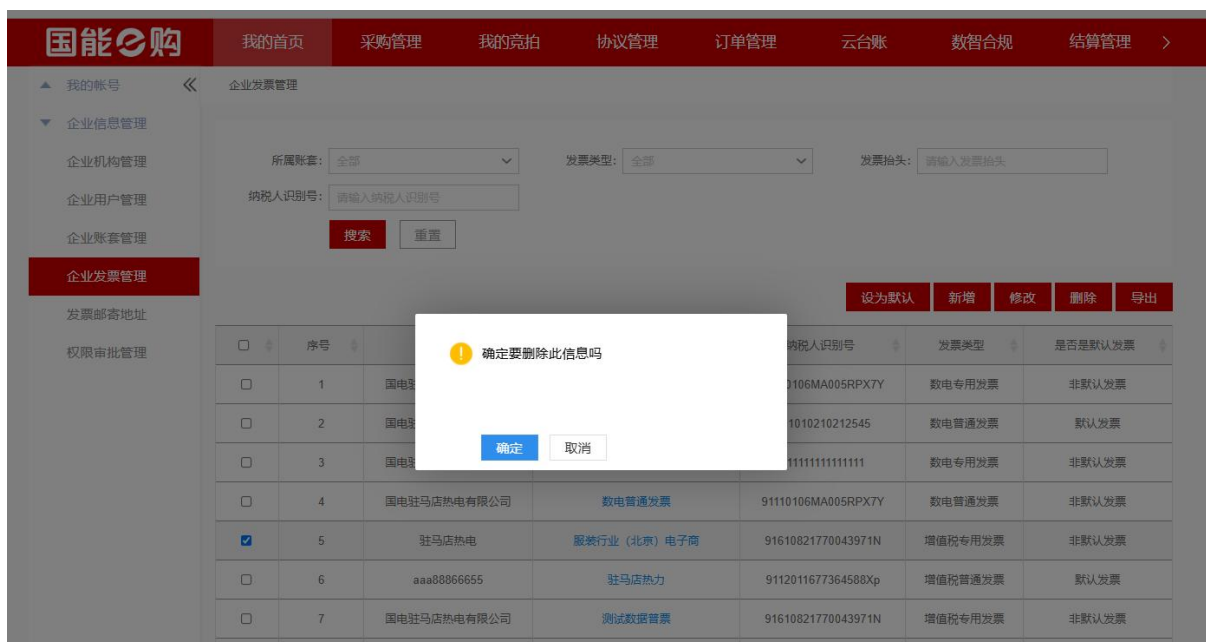 国能e购 我的首页 采购管理 我的竞拍 协议管理 订单管理 云台账 数智合规 结算管理
我的帐号 企业发票管理
企业信息管理
企业机构管理 所属账套: 全部 发票类型: 全部 发票抬头: 请输入发票抬头
企业用户管理 纳税人识别号: 请输入纳税人识别号
企业账套管理 搜索 重置
企业发票管理
设为默认 新增 修改 删除 导出
发票邮寄地址
权限审批管理
序号 纳税人识别号 发票类型 是否是默认发票
确定要删除此信息吗
1 国电 0106MA005RPX7Y 数电专用发票 非默认发票
2 国电 1010210212545 数电普通发票 默认发票
确定 取消
3 国电 11111111111111 数电专用发票 非默认发票
4 国电驻马店热电有限公司 数电普通发票 91110106MA005RPX7Y 数电普通发票 非默认发票
5 驻马店热电 服装行业（北京）电子商 91610821770043971N 增值税专用发票 非默认发票
6 aaa88866655 驻马店热力 9112011677364588Xp 增值税普通发票 默认发票
7 国电驻马店热电有限公司 测试数据普票 91610821770043971N 增值税专用发票 非默认发票